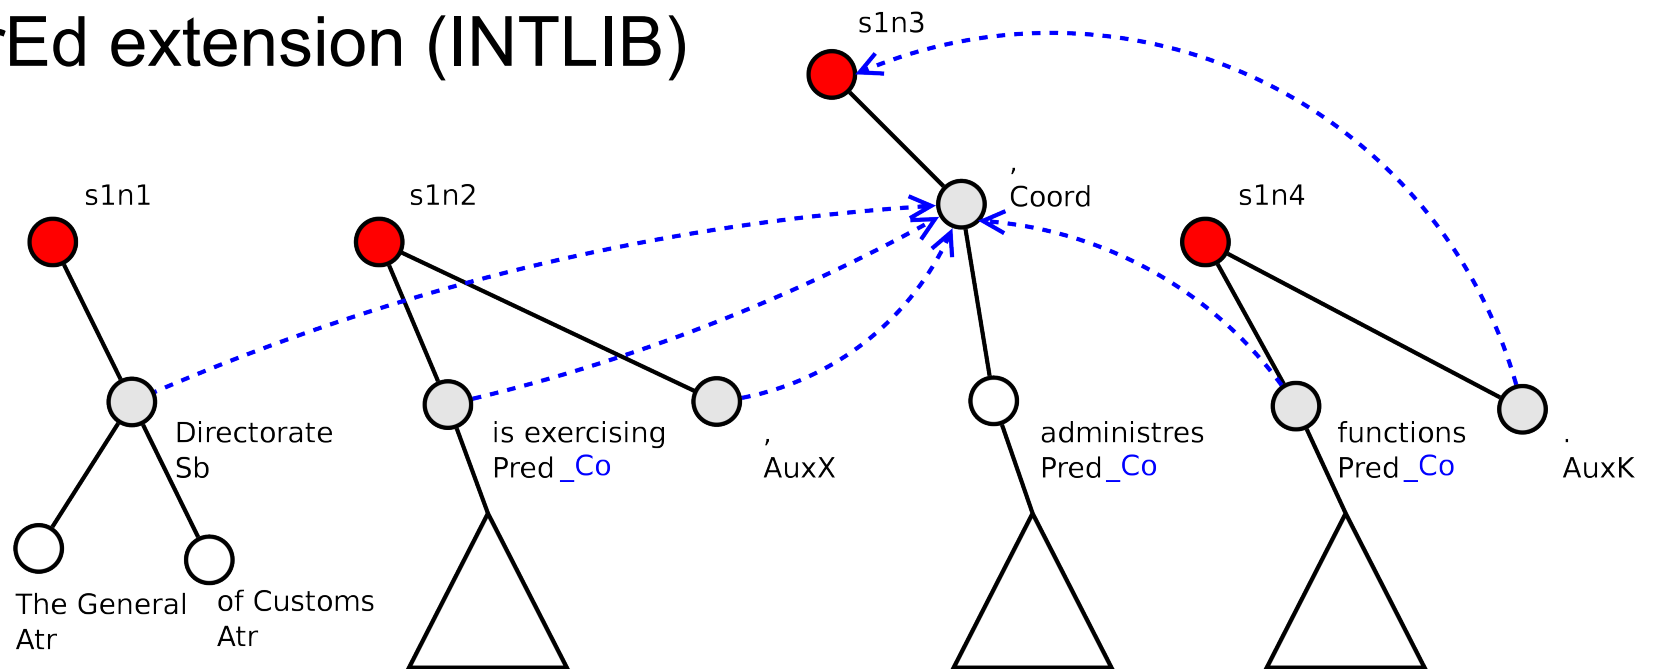 rEd extension (INTLIB)
s1n3
,
Coord
s1n1
s1n2
s1n4
Directorate
Sb
is exercising
Pred_Co
,
AuxX
administres
Pred_Co
functions
Pred_Co
.
AuxK
The General
Atr
of Customs
Atr